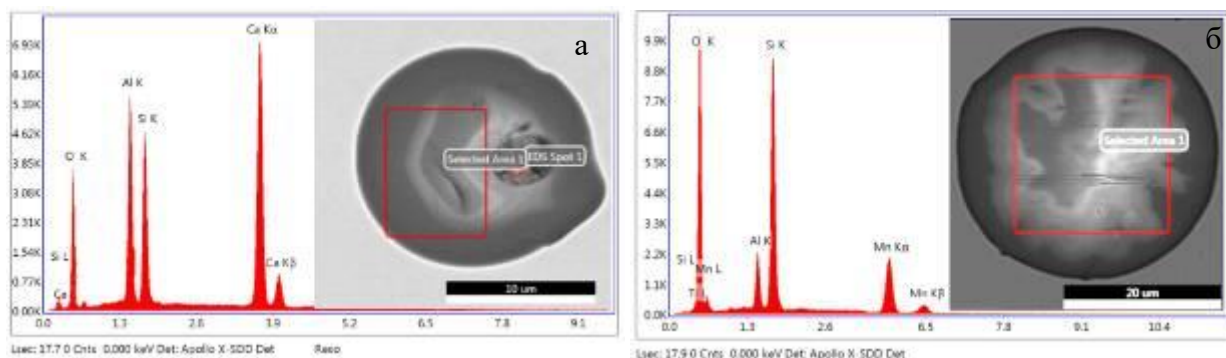 6.93K
6.16K
5.39K
4.62K
3.85K
3.08K
2.31K
1.54K
0.77K
0.0K
Ca Kα
Al K
Si K
O K
Si L
Ca
Ca Kβ
0.0
1.3
2.6
3.9
5.2
6.5
7.8
9.1
а
Selected Area 1
EDS Spot 1
10 um
Lsec: 17.7 0 Cnts 0.000 keV Det: Apollo X-SDD Det
Reso
9.9K
8.8K
7.7K
6.6K
5.5K
4.4K
3.3K
2.2K
1.1K
0.0K
O K
Si K
Al K
Si L
Mn L
Mn Kα
Mn Kβ
0.0
1.3
2.6
6.5
7.8
9.1
10.4
б
Selected Area 1
20 um
Lsec: 17.9 0 Cnts 0.000 keV Det: Apollo X-SDD Det